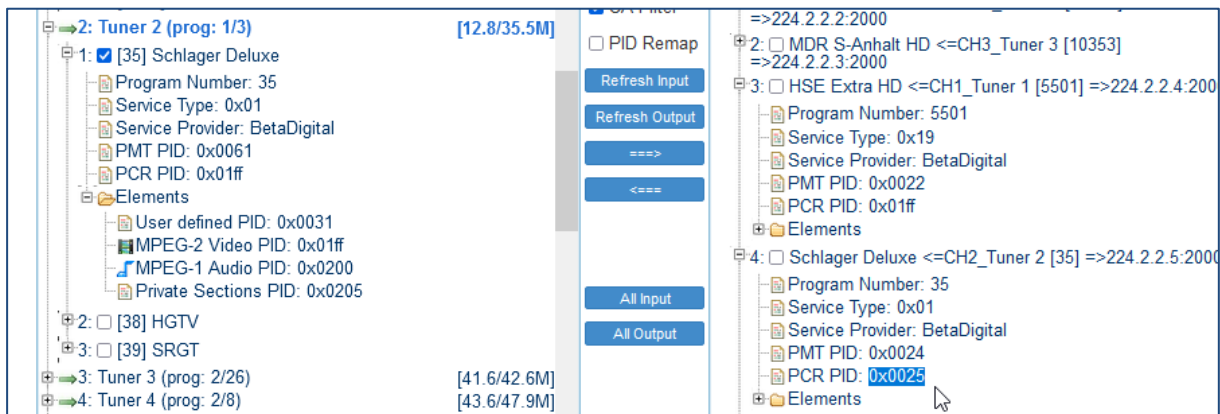 2: Tuner 2 (prog: 1/3) [12.8/35.5M]
1: [35] Schlager Deluxe
Program Number: 35
Service Type: 0x01
Service Provider: BetaDigital
PMT PID: 0x0061
PCR PID: 0x01ff
Elements
User defined PID: 0x0031
MPEG-2 Video PID: 0x01ff
MPEG-1 Audio PID: 0x0200
Private Sections PID: 0x0205
2: [38] HGTV
3: [39] SRGT
3: Tuner 3 (prog: 2/26) [41.6/42.6M]
4: Tuner 4 (prog: 2/8) [43.6/47.9M]
PID Remap
Refresh Input
Refresh Output
===>
<===
All Input
All Output
=>224.2.2.2:2000
2: MDR S-Anhalt HD <=CH3_Tuner 3 [10353]
=>224.2.2.3:2000
3: HSE Extra HD <=CH1_Tuner 1 [5501] =>224.2.2.4:200
Program Number: 5501
Service Type: 0x19
Service Provider: BetaDigital
PMT PID: 0x0022
PCR PID: 0x01ff
Elements
4: Schlager Deluxe <=CH2_Tuner 2 [35] =>224.2.2.5:2000
Program Number: 35
Service Type: 0x01
Service Provider: BetaDigital
PMT PID: 0x0024
PCR PID: 0x0025
Elements